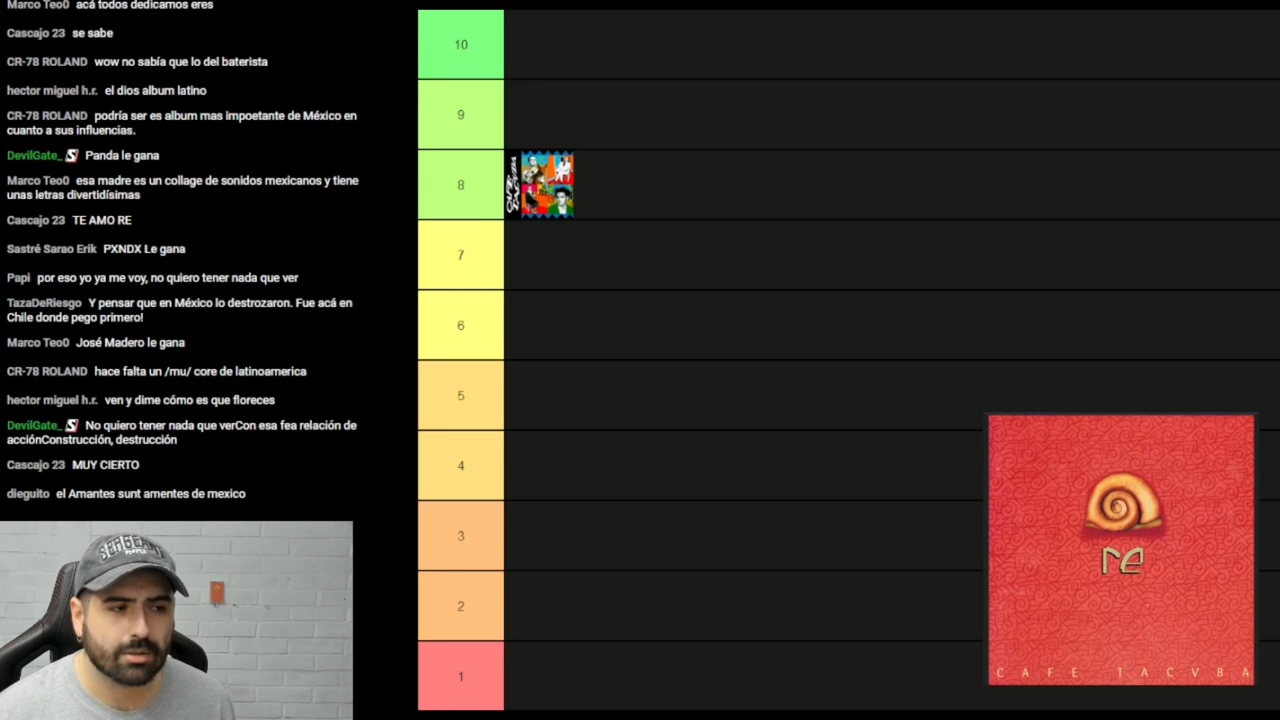 Marco Teo0 acá todos dedicamos eres
Cascajo 23 se sabe
CR-78 ROLAND wow no sabía que lo del baterista
hector miguel h.r. el dios album latino
CR-78 ROLAND podría ser es album mas impoetante de México en
cuanto a sus influencias.
DevilGate_ S Panda le gana
Marco Teo0 esa madre es un collage de sonidos mexicanos y tiene
unas letras divertidísimas
Cascajo 23 TE AMO RE
Sastré Sarao Erik PXNDX Le gana
Papi por eso yo ya me voy, no quiero tener nada que ver
TazaDeRiesgo Y pensar que en México lo destrozaron. Fue acá en
Chile donde pego primero!
Marco Teo0 José Madero le gana
CR-78 ROLAND hace falta un /mu/ core de latinoamerica
hector miguel h.r. ven y dime cómo es que floreces
DevilGate_ S No quiero tener nada que verCon esa fea relación de
acciónConstrucción, destrucción
Cascajo 23 MUY CIERTO
dieguito el Amantes sunt amentes de mexico
10
9
8
CAFE TACVBA
7
6
5
4
3
2
1
re
CAFE TACVBA